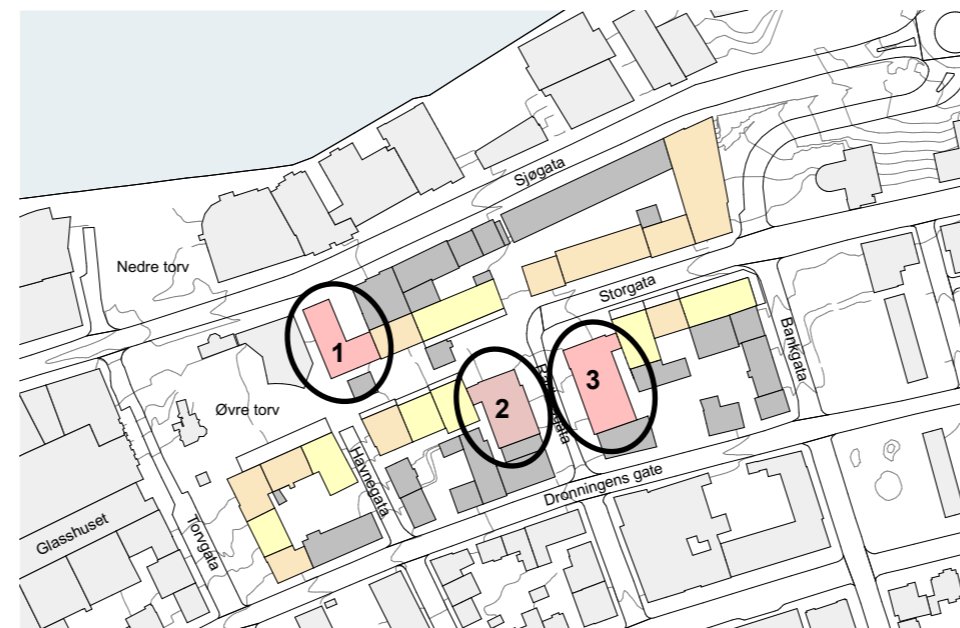 Sjøgata
Nedre torv
Storgata
1
Bankgata
3
2
Øvre torv
Havnegata
Dronningens gate
Glasshuset
Torvgata